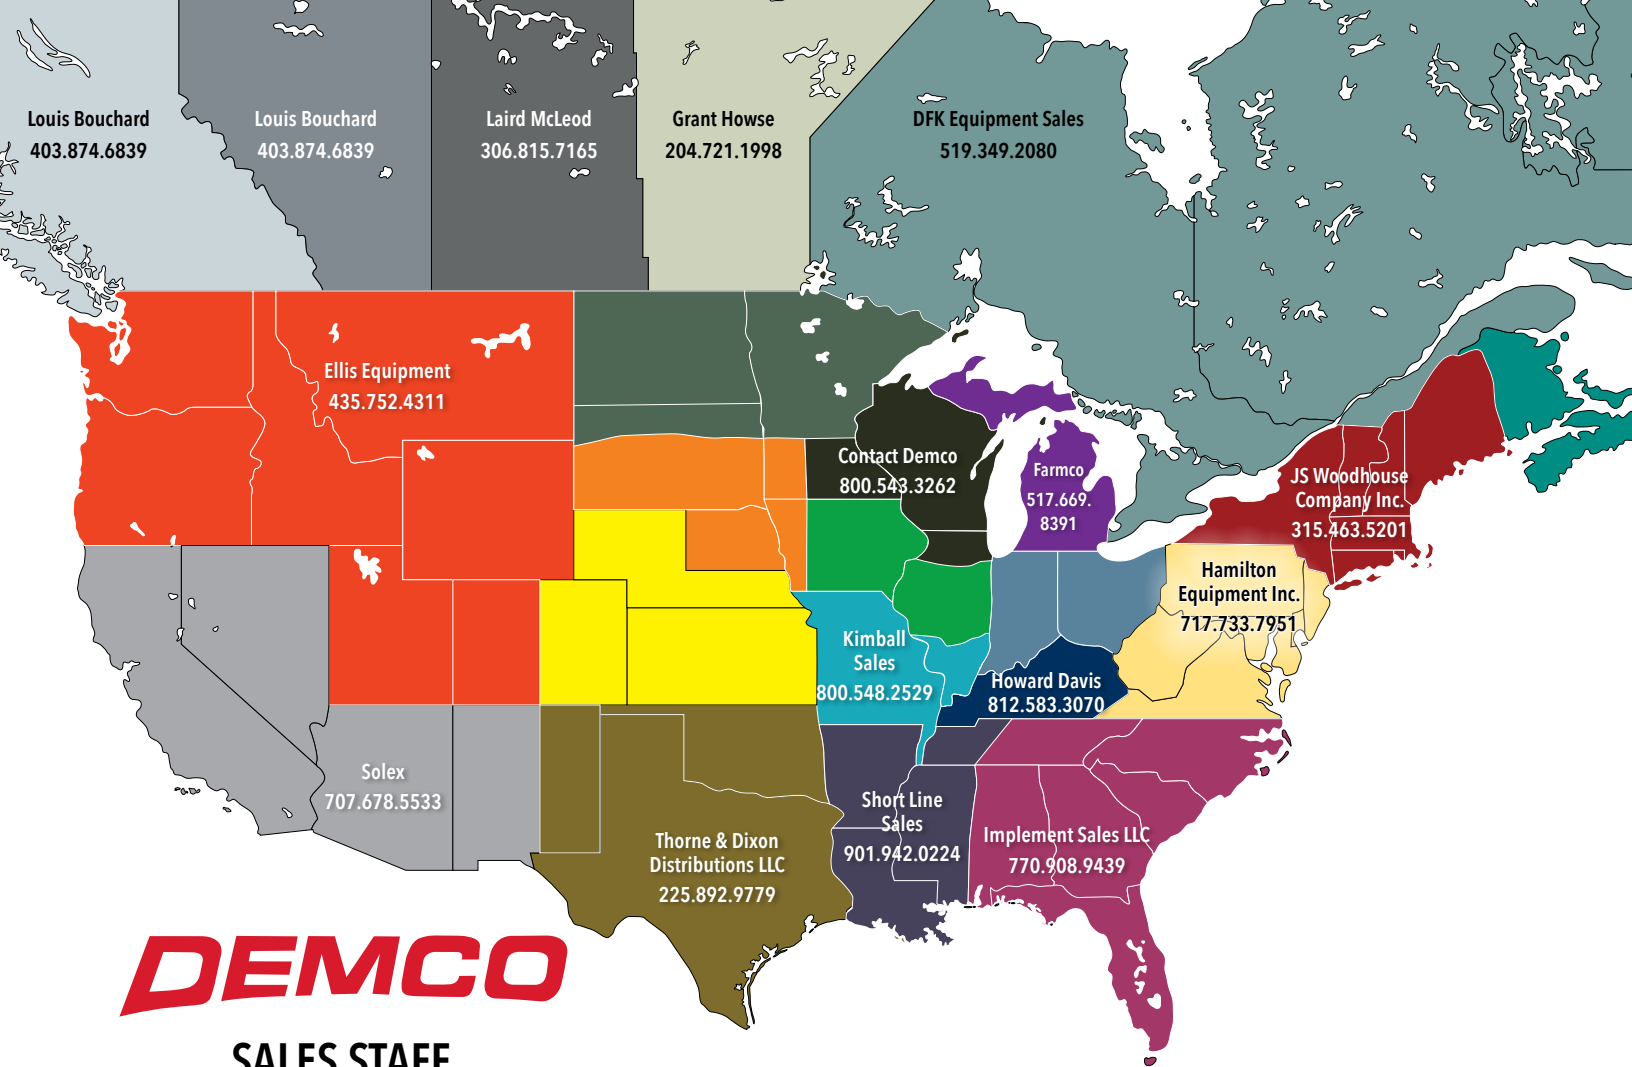 Louis Bouchard
403.874.6839
Louis Bouchard
403.874.6839
Laird McLeod
306.815.7165
Grant Howse
204.721.1998
DFK Equipment Sales
519.349.2080
Ellis Equipment
435.752.4311
Contact Demco
800.543.3262
Farmco
517.669.
8391
JS Woodhouse
Company Inc.
315.463.5201
Hamilton
Equipment Inc.
717.733.7951
Kimball
Sales
800.548.2529
Howard Davis
812.583.3070
Solex
707.678.5533
Short Line
Sales
901.942.0224
Implement Sales LLC
770.908.9439
Thorne & Dixon
Distributions LLC
225.892.9779
DEMCO
SALES STAFF